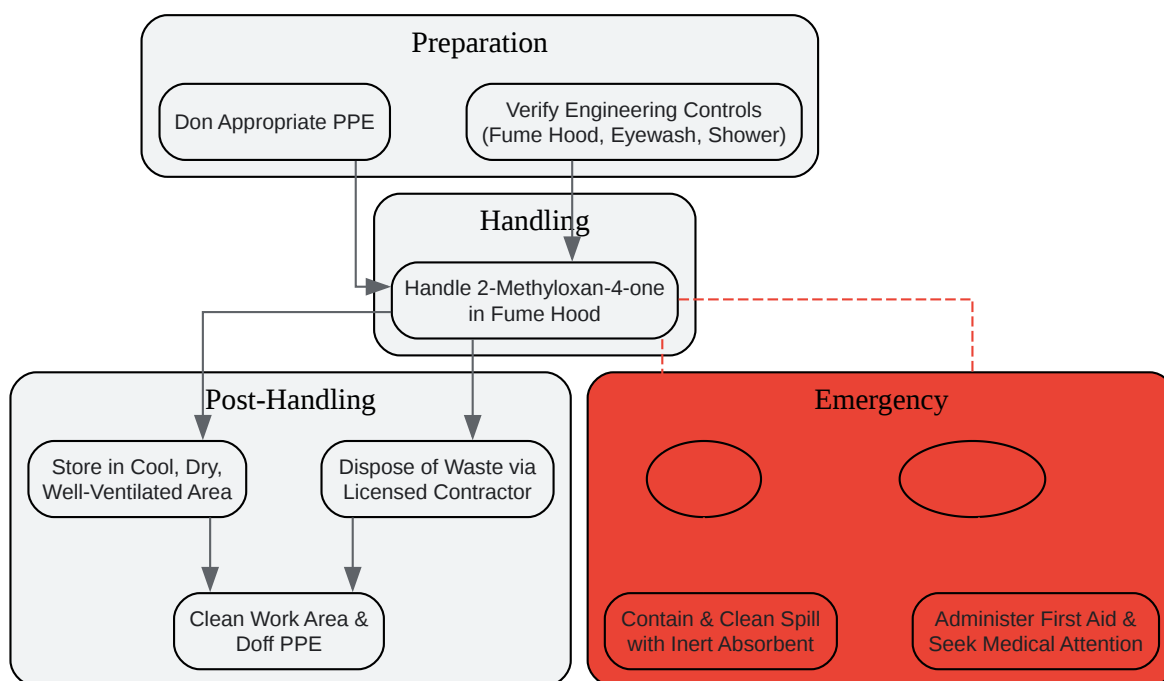 Preparation
Don Appropriate PPE
Verify Engineering Controls
(Fume Hood, Eyewash, Shower)
Handling
Handle 2-Methyloxan-4-one
in Fume Hood
Post-Handling
Store in Cool, Dry,
Well-Ventilated Area
Dispose of Waste via
Licensed Contractor
Clean Work Area &
Doff PPE
Emergency
Contain & Clean Spill
with Inert Absorbent
Administer First Aid &
Seek Medical Attention